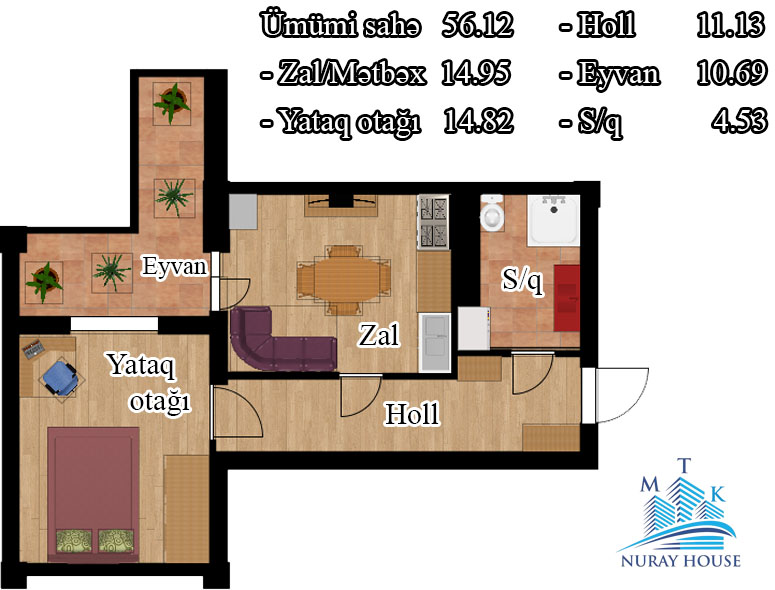 Ümümi sahə 56.12 - Holl 11.13
- Zal/Mətbəx 14.95 - Eyvan 10.69
- Yataq otağı 14.82 - S/q 4.53
Eyvan
S/q
Zal
Yataq
otağı
Holl
M T K
NURAY HOUSE